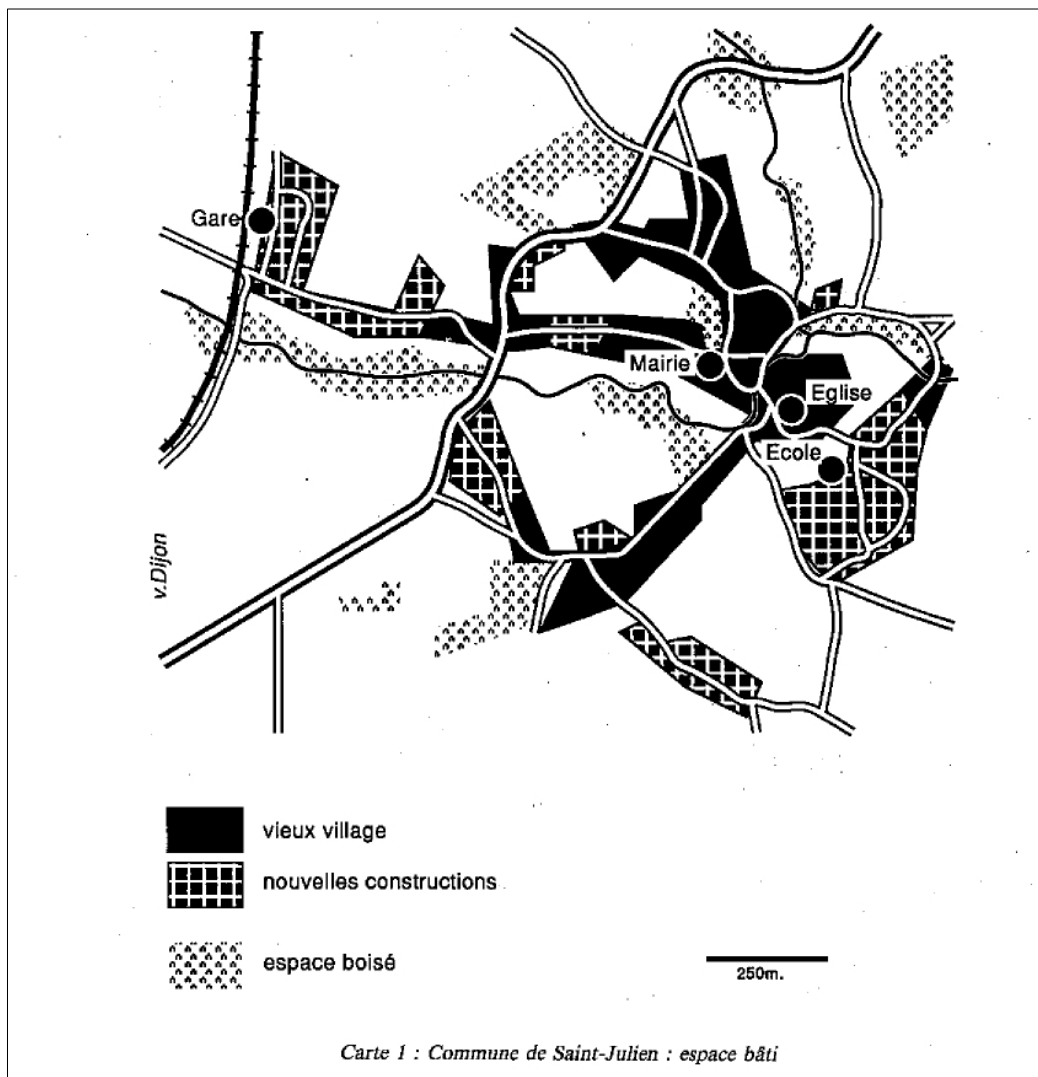 Gare
Mairie
Eglise
Ecole
v.Dijon
vieux village
nouvelles constructions
espace boisé
250m.
Carte 1 : Commune de Saint-Julien : espace bâti